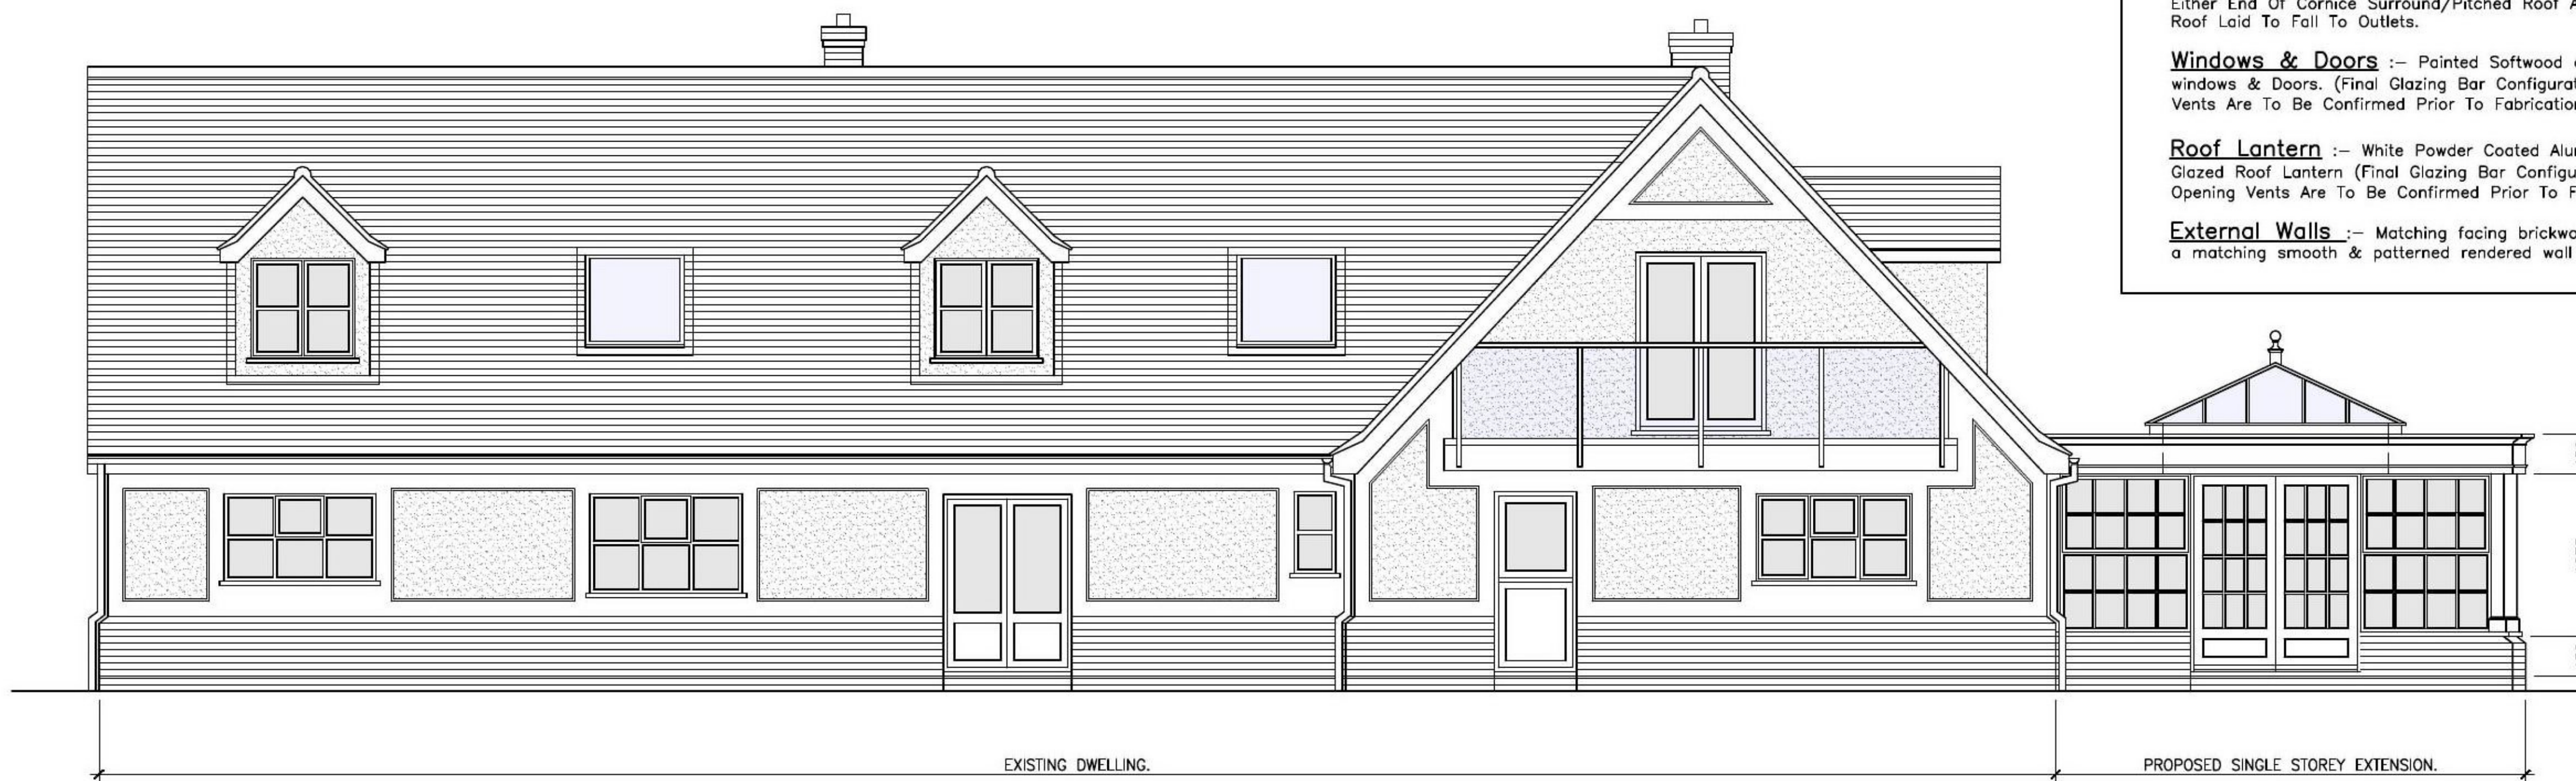 Either End Of Cornice Surround/Pitched Roof
Roof Laid To Fall To Outlets.
Windows & Doors :- Painted Softwood
windows & Doors. (Final Glazing Bar
Vents Are To Be Confirmed Prior To
Roof Lantern :- White Powder Coated
Glazed Roof Lantern (Final Glazing Bar
Opening Vents Are To Be Confirmed Prior To
External Walls :- Matching facing
a matching smooth & patterned rendered wall
EXISTING DWELLING.
PROPOSED SINGLE STOREY EXTENSION.